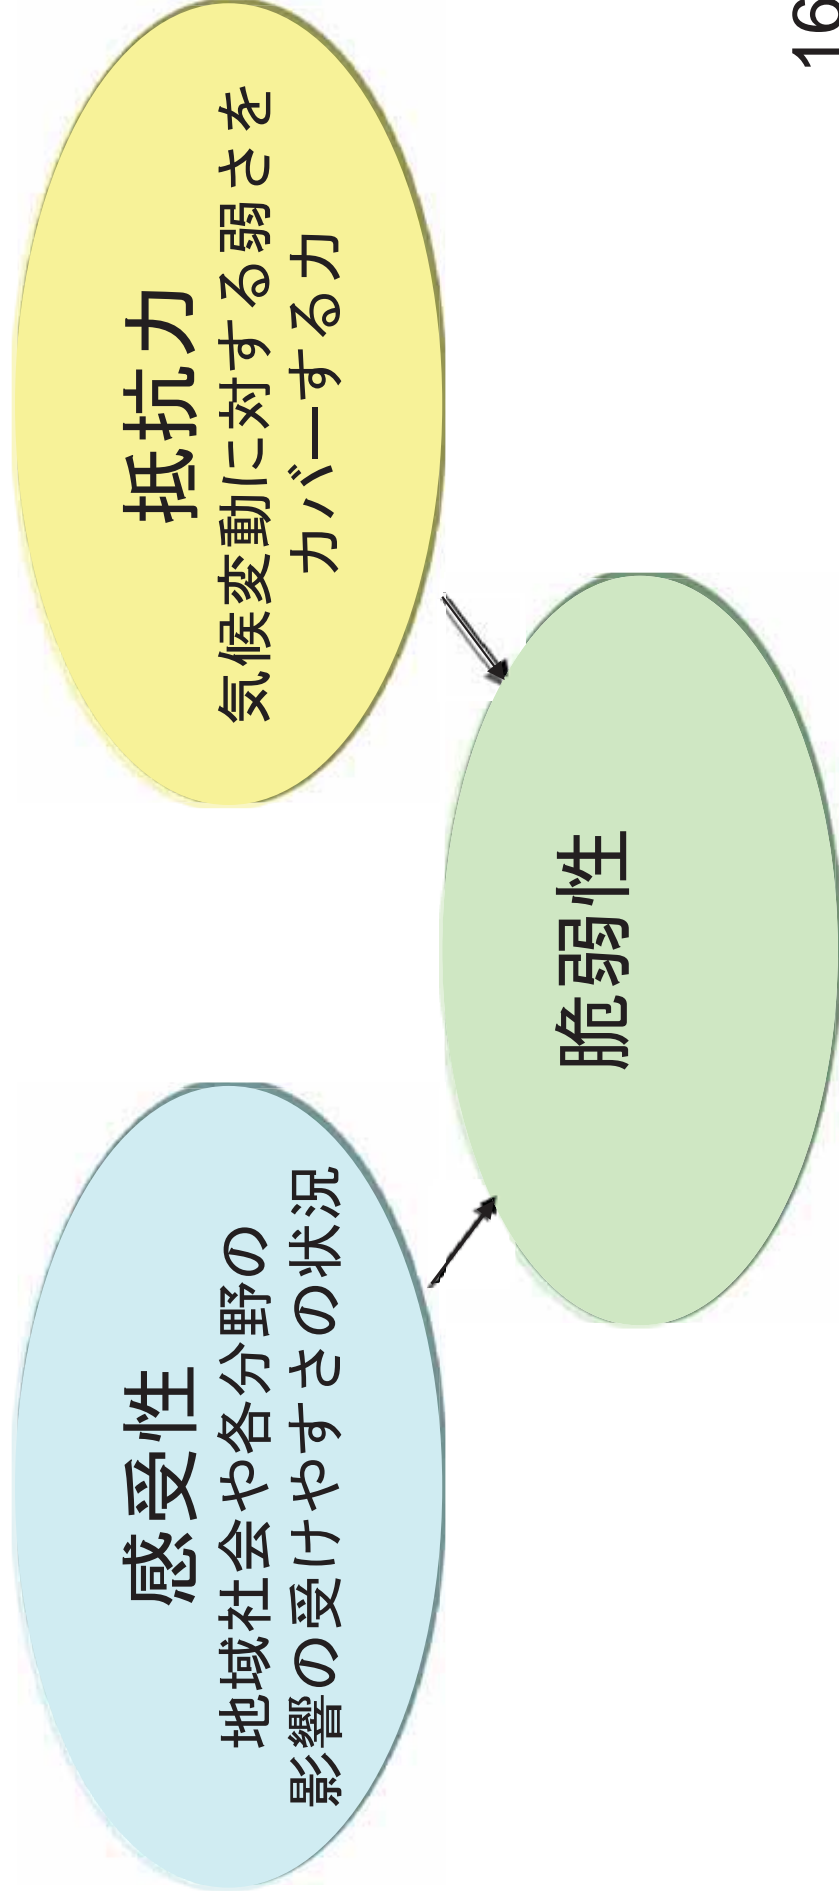 感受性
地域社会や各分野の
影響の受けやすさの状況
抵抗力
気候変動に対する弱さを
カバーする力
脆弱性
16